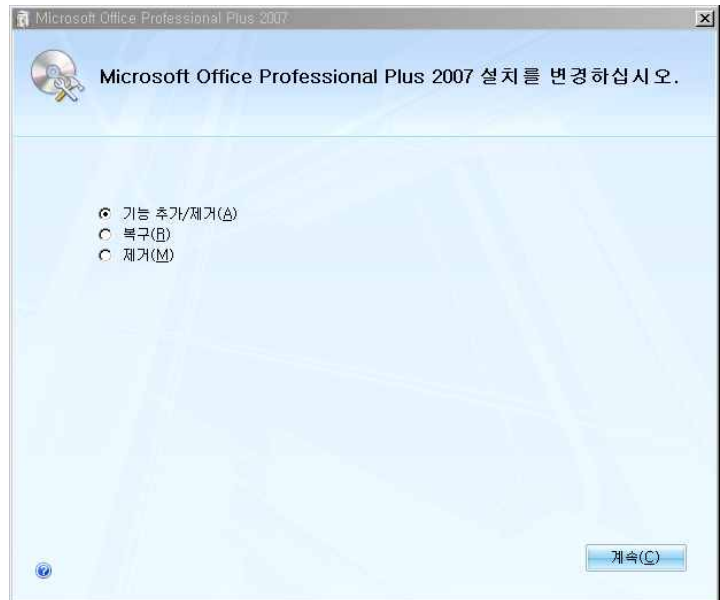 Microsoft Office Professional Plus 2007
Microsoft Office Professional Plus 2007 설치를 변경하십시오.
기능 추가/제거(A)
복구(R)
제거(M)
계속(C)